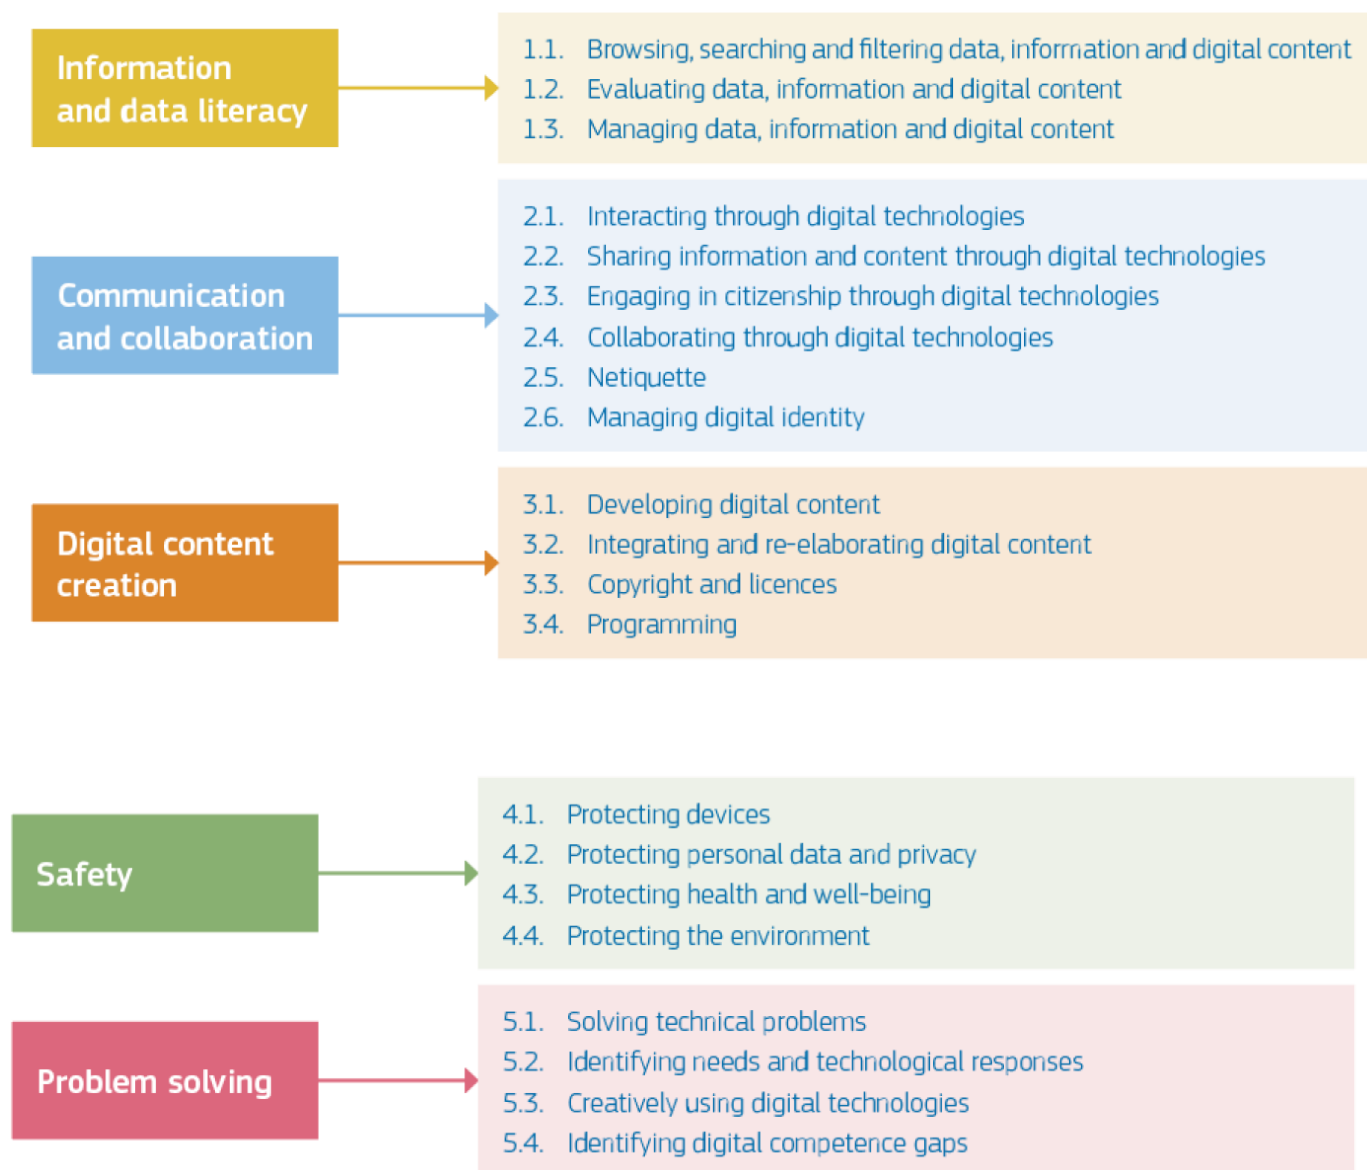 Information
and data literacy
1.1. Browsing, searching and filtering data, information and digital content
1.2. Evaluating data, information and digital content
1.3. Managing data, information and digital content
Communication
and collaboration
2.1. Interacting through digital technologies
2.2. Sharing information and content through digital technologies
2.3. Engaging in citizenship through digital technologies
2.4. Collaborating through digital technologies
2.5. Netiquette
2.6. Managing digital identity
Digital content
creation
3.1. Developing digital content
3.2. Integrating and re-elaborating digital content
3.3. Copyright and licences
3.4. Programming
Safety
4.1. Protecting devices
4.2. Protecting personal data and privacy
4.3. Protecting health and well-being
4.4. Protecting the environment
Problem solving
5.1. Solving technical problems
5.2. Identifying needs and technological responses
5.3. Creatively using digital technologies
5.4. Identifying digital competence gaps